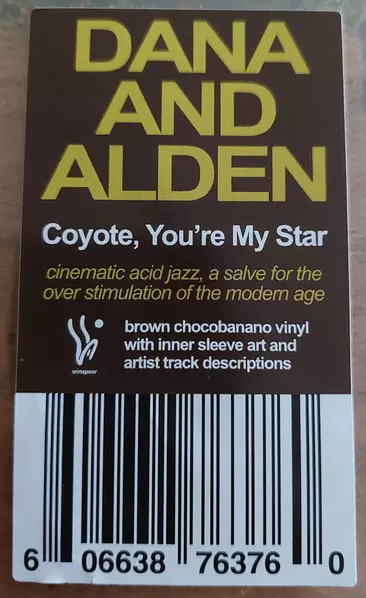 DANA
AND
ALDEN
Coyote, You're My Star
cinematic acid jazz, a salve for the
over stimulation of the modern age
brown chocobanano vinyl
with inner sleeve art and
artist track descriptions
winspear
6 06638 76376 0